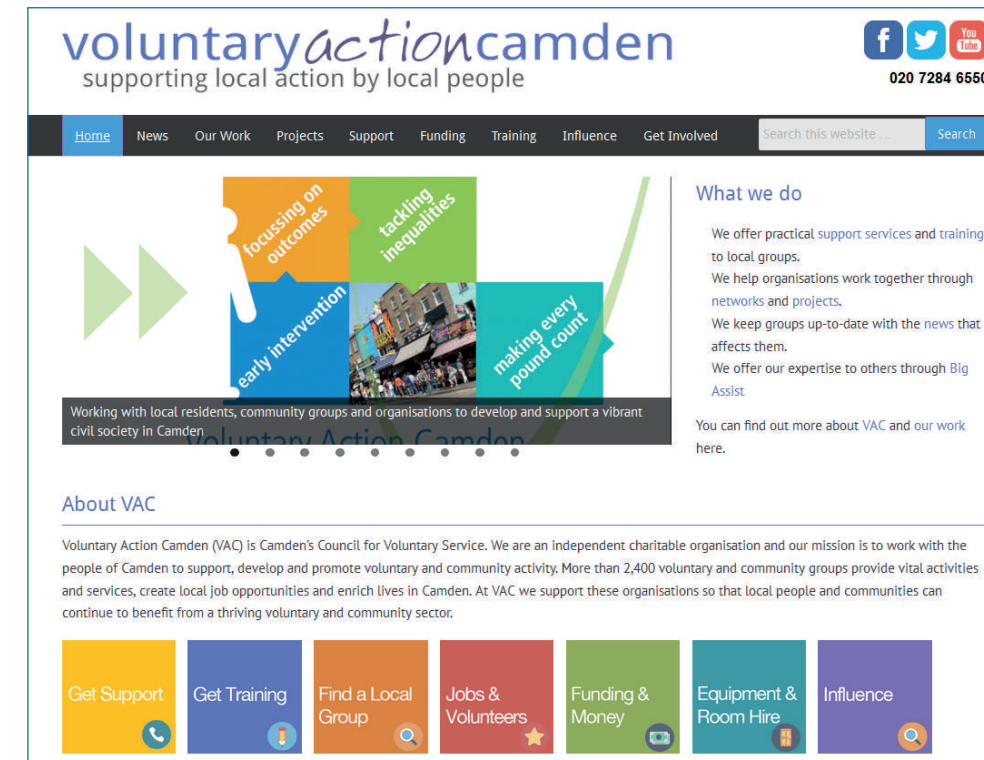 voluntaryactioncamden
supporting local action by local people
f
You
Tube
020 7284 6550
Home News Our Work Projects Support Funding Training Influence Get Involved
Search this website ... Search
focussing on
outcomes
tackling
inequalities
early intervention
making every
pound count
Working with local residents, community groups and organisations to develop and support a vibrant
civil society in Camden
Voluntary Action Camden
What we do
We offer practical support services and training
to local groups.
We help organisations work together through
networks and projects.
We keep groups up-to-date with the news that
affects them.
We offer our expertise to others through Big
Assist
You can find out more about VAC and our work
here.
About VAC
Voluntary Action Camden (VAC) is Camden's Council for Voluntary Service. We are an independent charitable organisation and our mission is to work with the
people of Camden to support, develop and promote voluntary and community activity. More than 2,400 voluntary and community groups provide vital activities
and services, create local job opportunities and enrich lives in Camden. At VAC we support these organisations so that local people and communities can
continue to benefit from a thriving voluntary and community sector.
Get Support
Get Training
Find a Local
Group
Jobs &
Volunteers
Funding &
Money
Equipment &
Room Hire
Influence